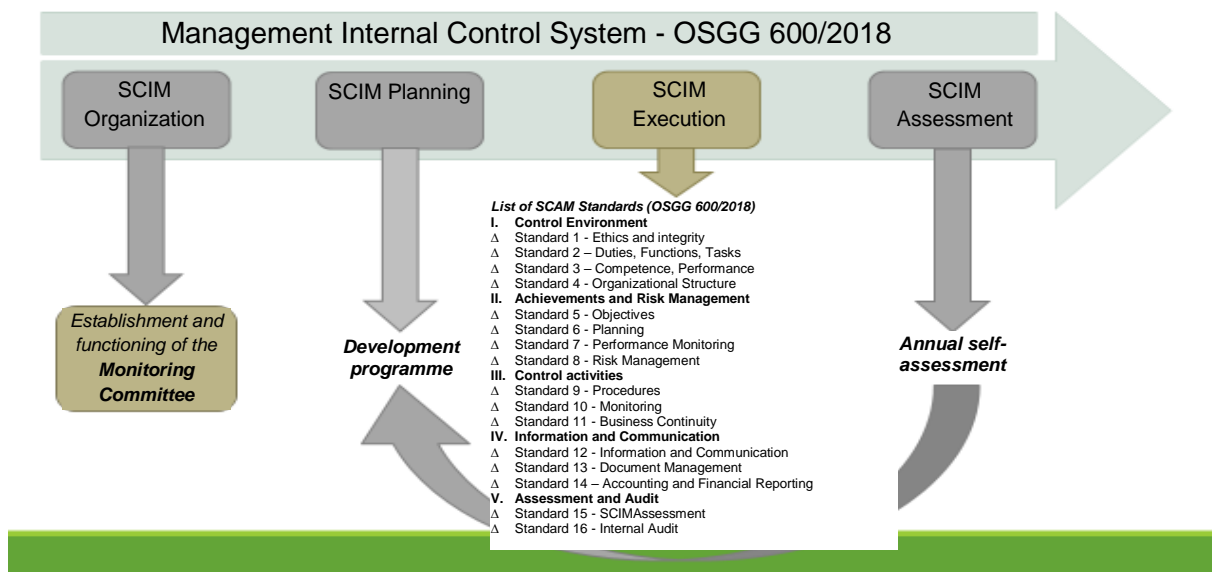 Management Internal Control System - OSGG 600/2018
SCIM
Organization
SCIM Planning
SCIM
Execution
SCIM
Assessment
Establishment and
functioning of the
Monitoring
Committee
Development
programme
List of SCAM Standards (OSGG 600/2018)
I. Control Environment
Δ Standard 1 - Ethics and integrity
Δ Standard 2 – Duties, Functions, Tasks
Δ Standard 3 – Competence, Performance
Δ Standard 4 - Organizational Structure
II. Achievements and Risk Management
Δ Standard 5 - Objectives
Δ Standard 6 - Planning
Δ Standard 7 - Performance Monitoring
Δ Standard 8 - Risk Management
III. Control activities
Δ Standard 9 - Procedures
Δ Standard 10 - Monitoring
Δ Standard 11 - Business Continuity
IV. Information and Communication
Δ Standard 12 - Information and Communication
Δ Standard 13 - Document Management
Δ Standard 14 – Accounting and Financial Reporting
V. Assessment and Audit
Δ Standard 15 - SCIMAssessment
Δ Standard 16 - Internal Audit
Annual self-
assessment